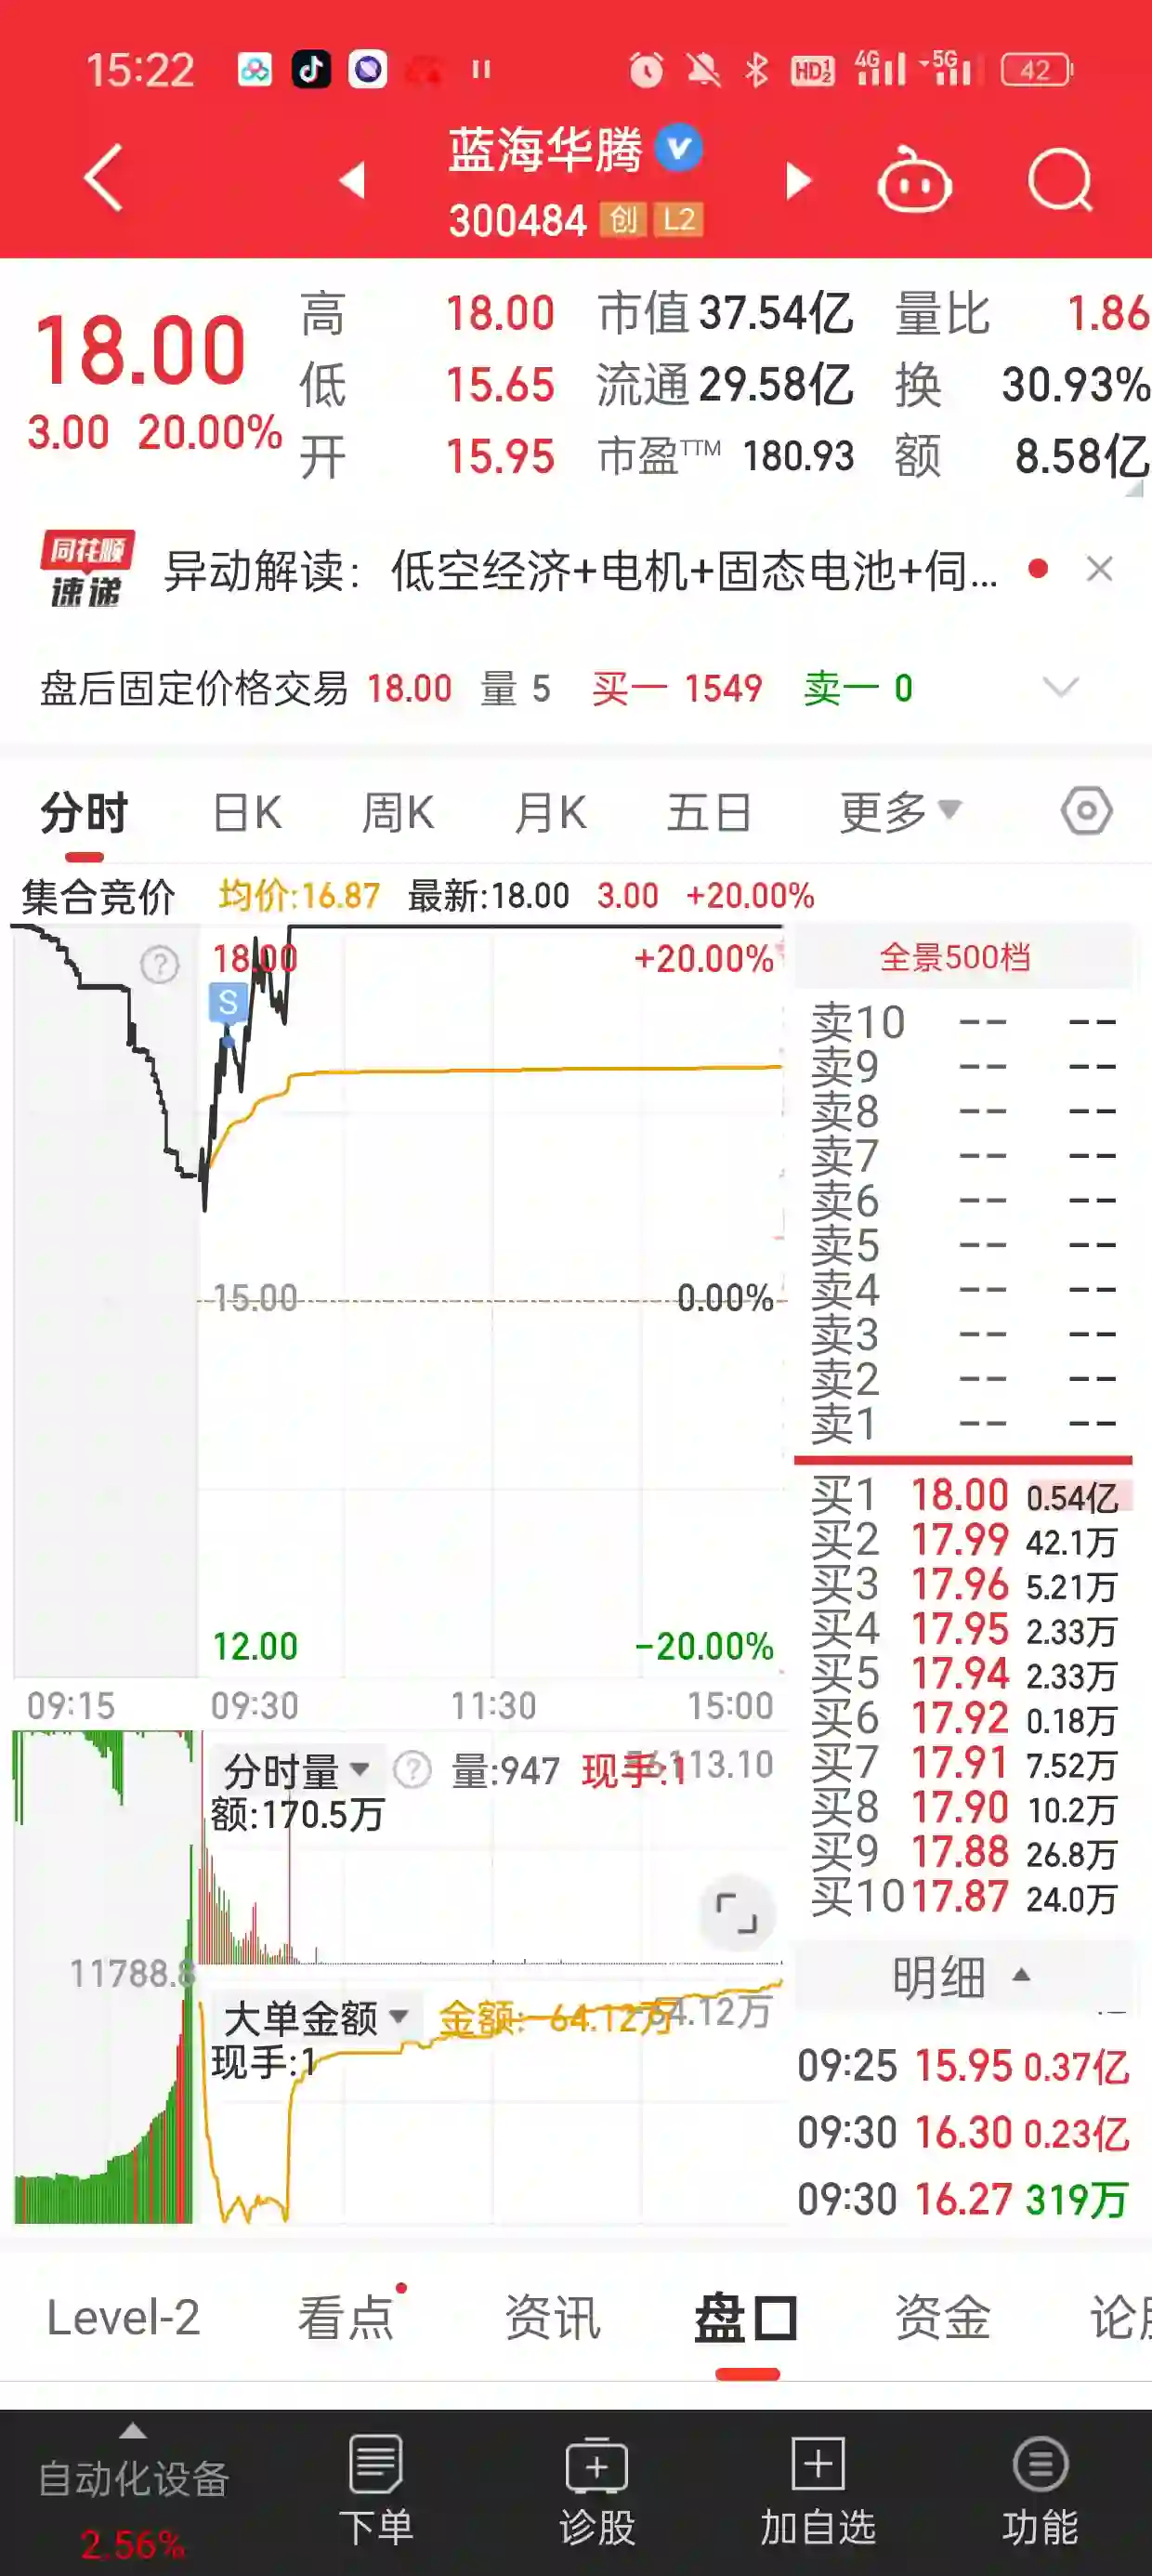 15:22 HD12 4G 5G 42
蓝海华腾
300484 创 L2
18.00
3.00 20.00%
高 18.00 市值 37.54亿 量比 1.86
低 15.65 流通 29.58亿 换 30.93%
开 15.95 市盈TTM 180.93 额 8.58亿
同花顺
速递
异动解读：低空经济+电机+固态电池+伺...
盘后固定价格交易 18.00 量 5 买一 1549 卖一 0
分时 日K 周K 月K 五日 更多
集合竞价 均价:16.87 最新:18.00 3.00 +20.00%
18.00 +20.00%
S
15.00 0.00%
12.00 -20.00%
09:15 09:30 11:30 15:00
分时量 量:947 现手:1 56113.10
额:170.5万
11788.8
大单金额 金额: -64.12万 -64.12万
现手:1
全景500档
卖10 -- --
卖9 -- --
卖8 -- --
卖7 -- --
卖6 -- --
卖5 -- --
卖4 -- --
卖3 -- --
卖2 -- --
卖1 -- --
买1 18.00 0.54亿
买2 17.99 42.1万
买3 17.96 5.21万
买4 17.95 2.33万
买5 17.94 2.33万
买6 17.92 0.18万
买7 17.91 7.52万
买8 17.90 10.2万
买9 17.88 26.8万
买10 17.87 24.0万
明细
09:25 15.95 0.37亿
09:30 16.30 0.23亿
09:30 16.27 319万
Level-2 看点 资讯 盘口 资金 论股
自动化设备
2.56%
下单 诊股 加自选 功能